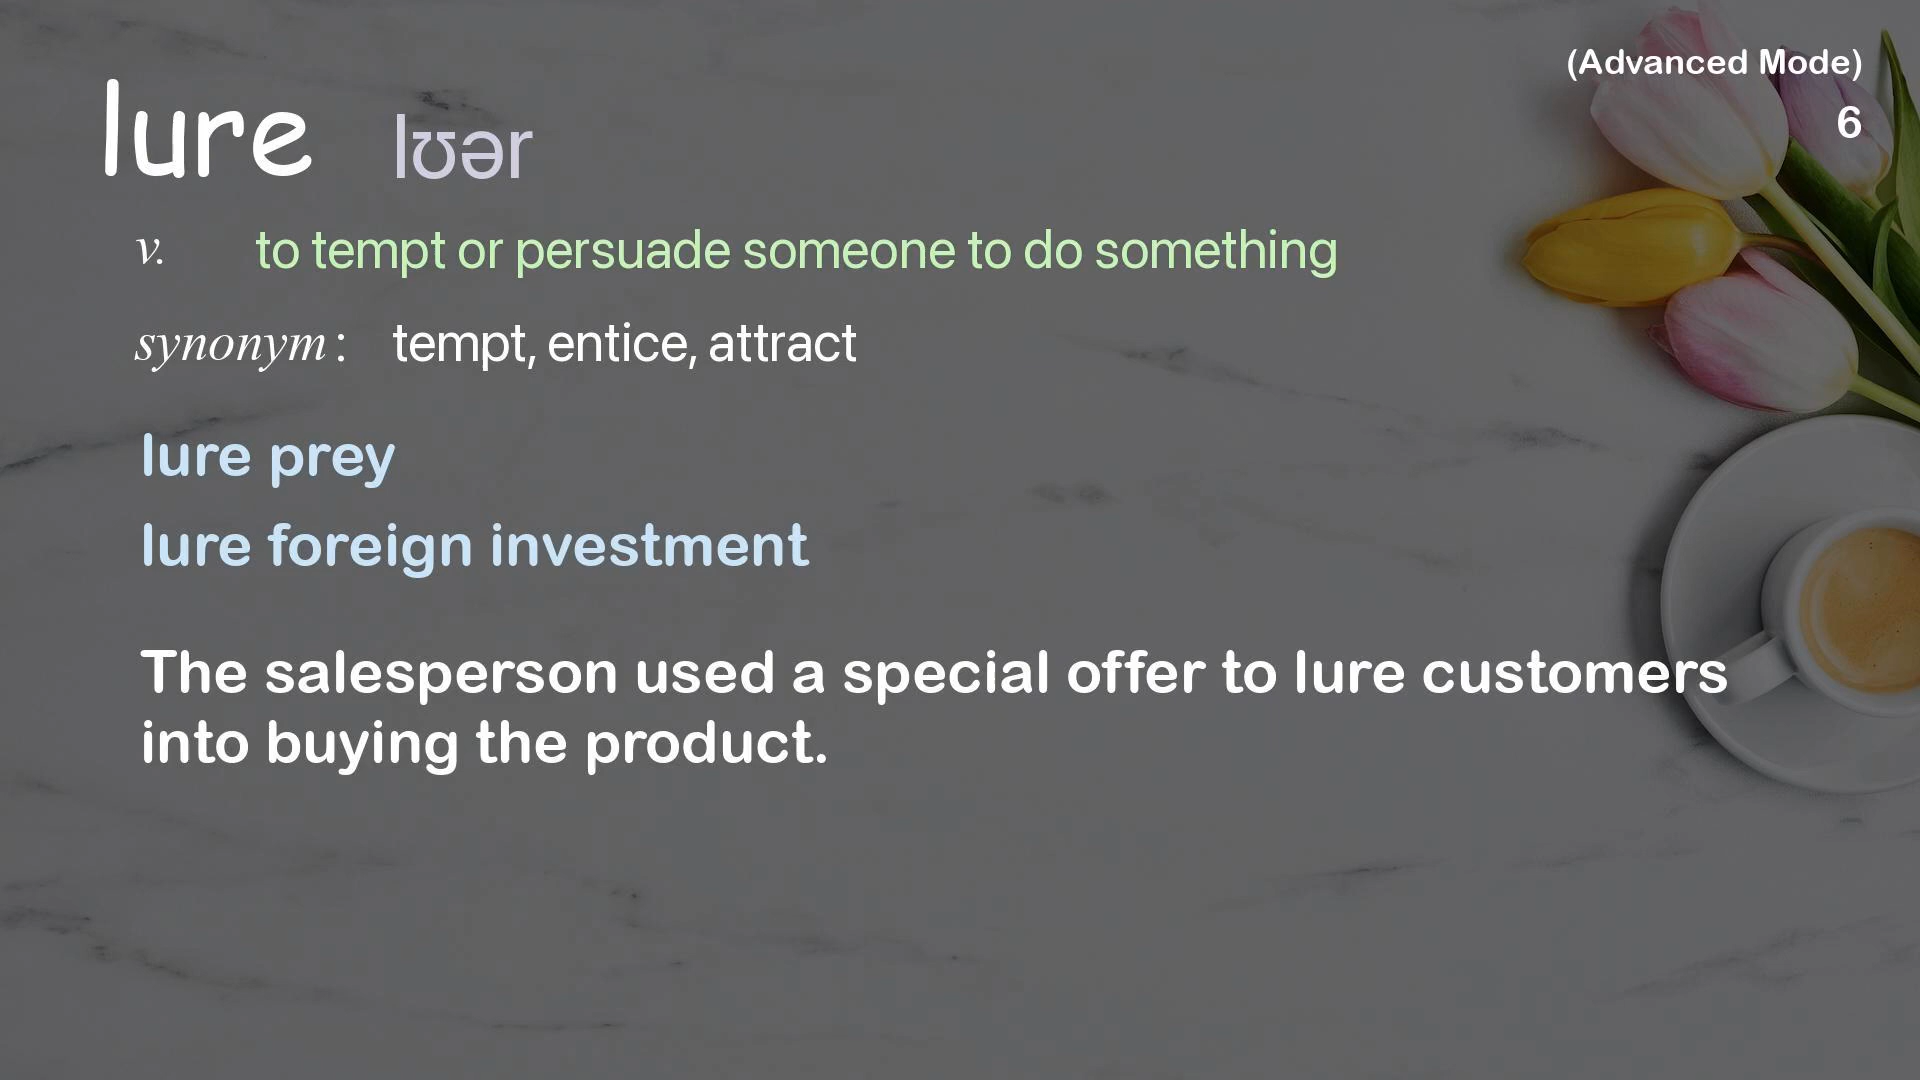 (Advanced Mode)
6
lure lʊər
v. to tempt or persuade someone to do something
synonym: tempt, entice, attract
lure prey
lure foreign investment
The salesperson used a special offer to lure customers
into buying the product.